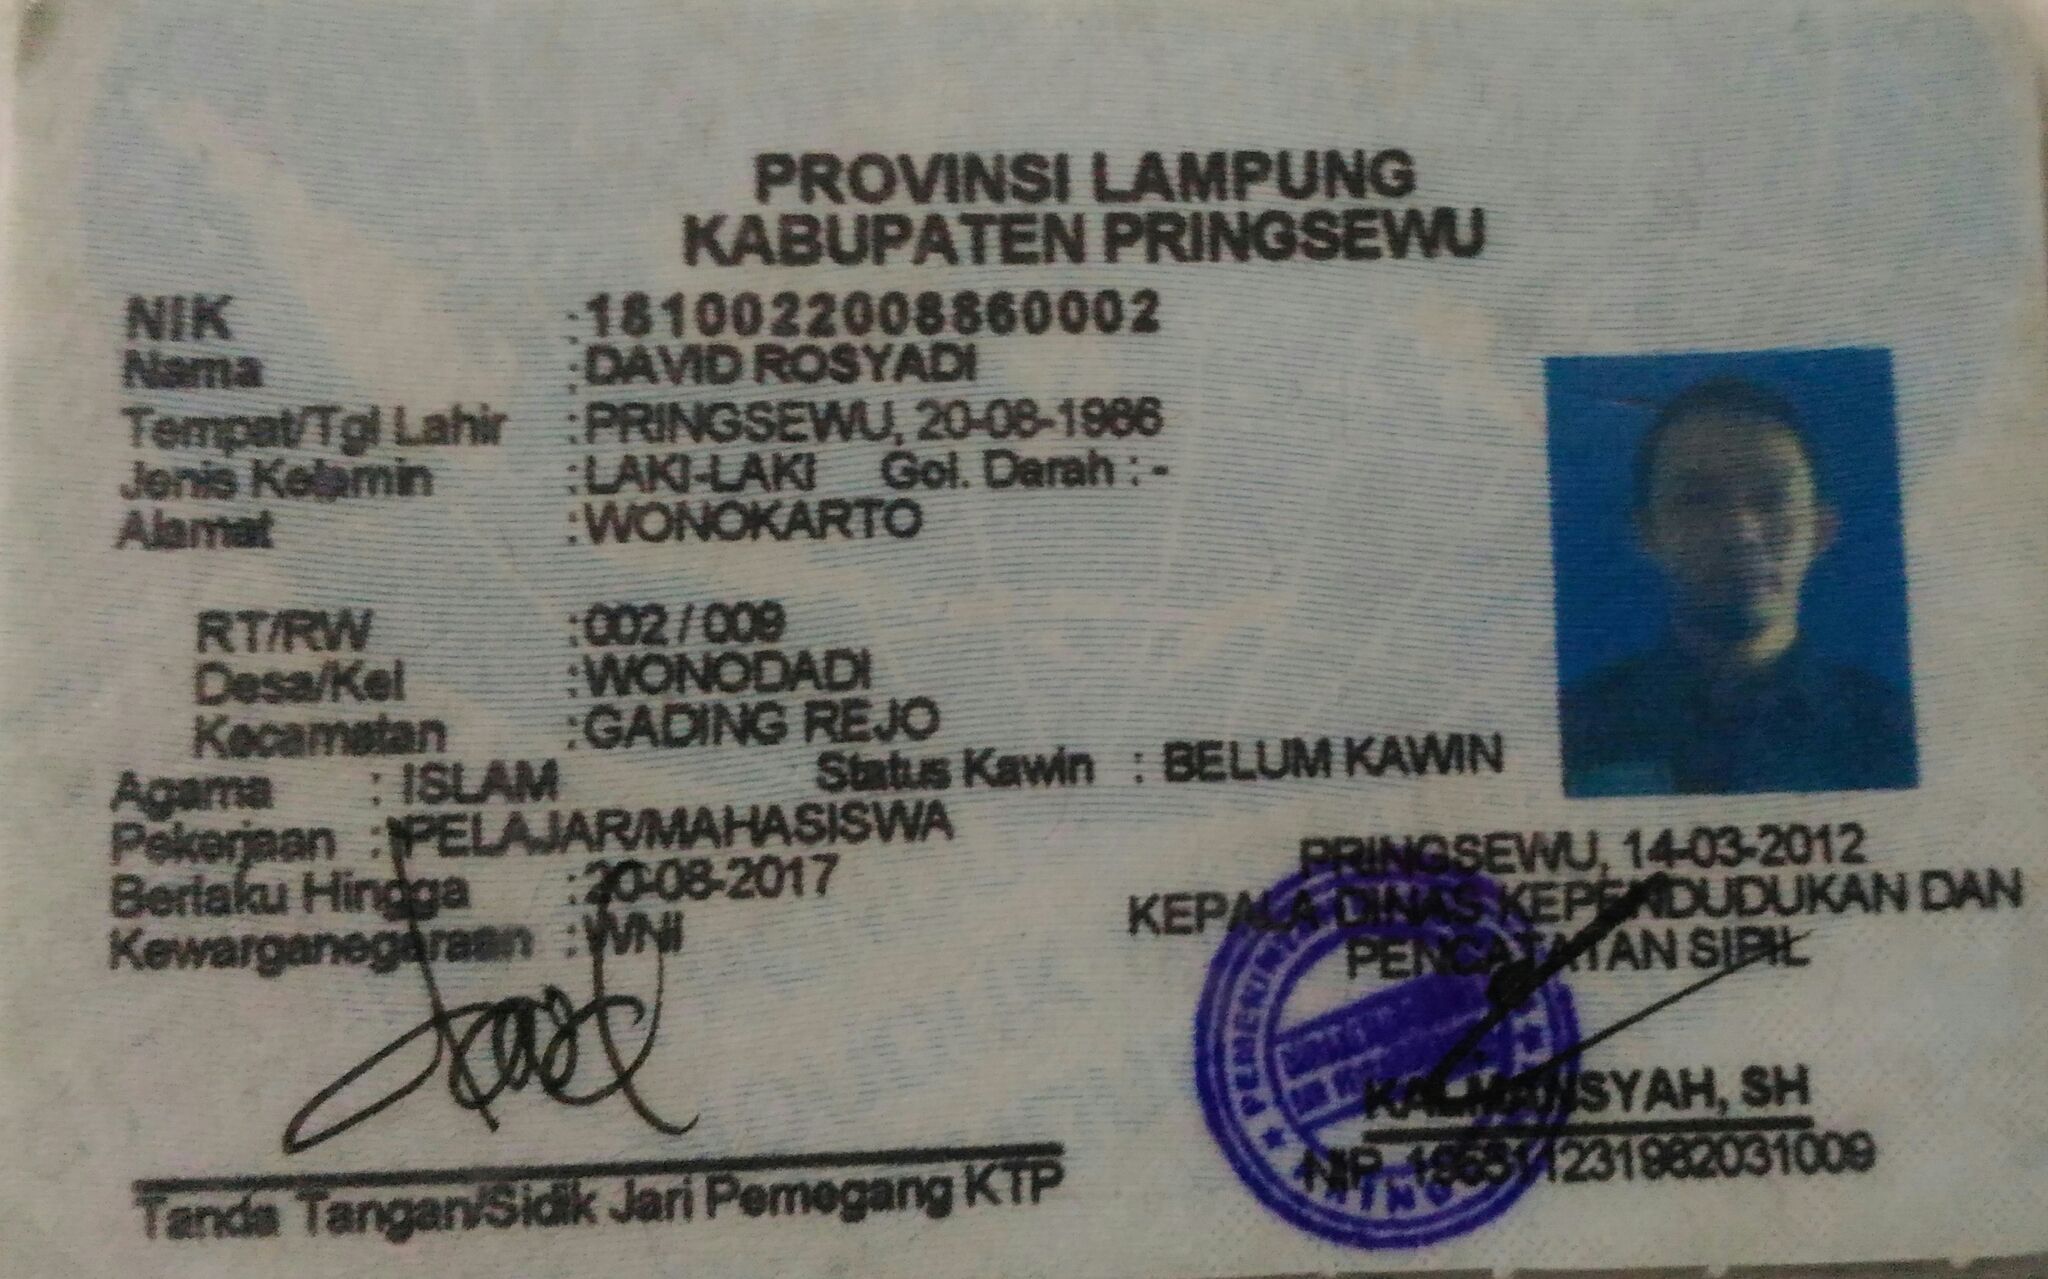 PROVINSI LAMPUNG
KABUPATEN PRINGSEWU
NIK : 1810022008860002
Nama : DAVID ROSYADI
Tempat/Tgl Lahir : PRINGSEWU, 20-08-1986
Jenis Kelamin : LAKI-LAKI Gol. Darah : -
Alamat : WONOKARTO
RT/RW : 002 / 009
Desa/Kel : WONODADI
Kecamatan : GADING REJO
Agama : ISLAM Status Kawin : BELUM KAWIN
Pekerjaan : PELAJAR/MAHASISWA
Berlaku Hingga : 20-08-2017
Kewarganegaraan : WNI
PRINGSEWU, 14-03-2012
KEPALA DINAS KEPENDUDUKAN DAN
PENCATATAN SIPIL
KALMANSYAH, SH
NIP.
Tanda Tangan/Sidik Jari Pemegang KTP